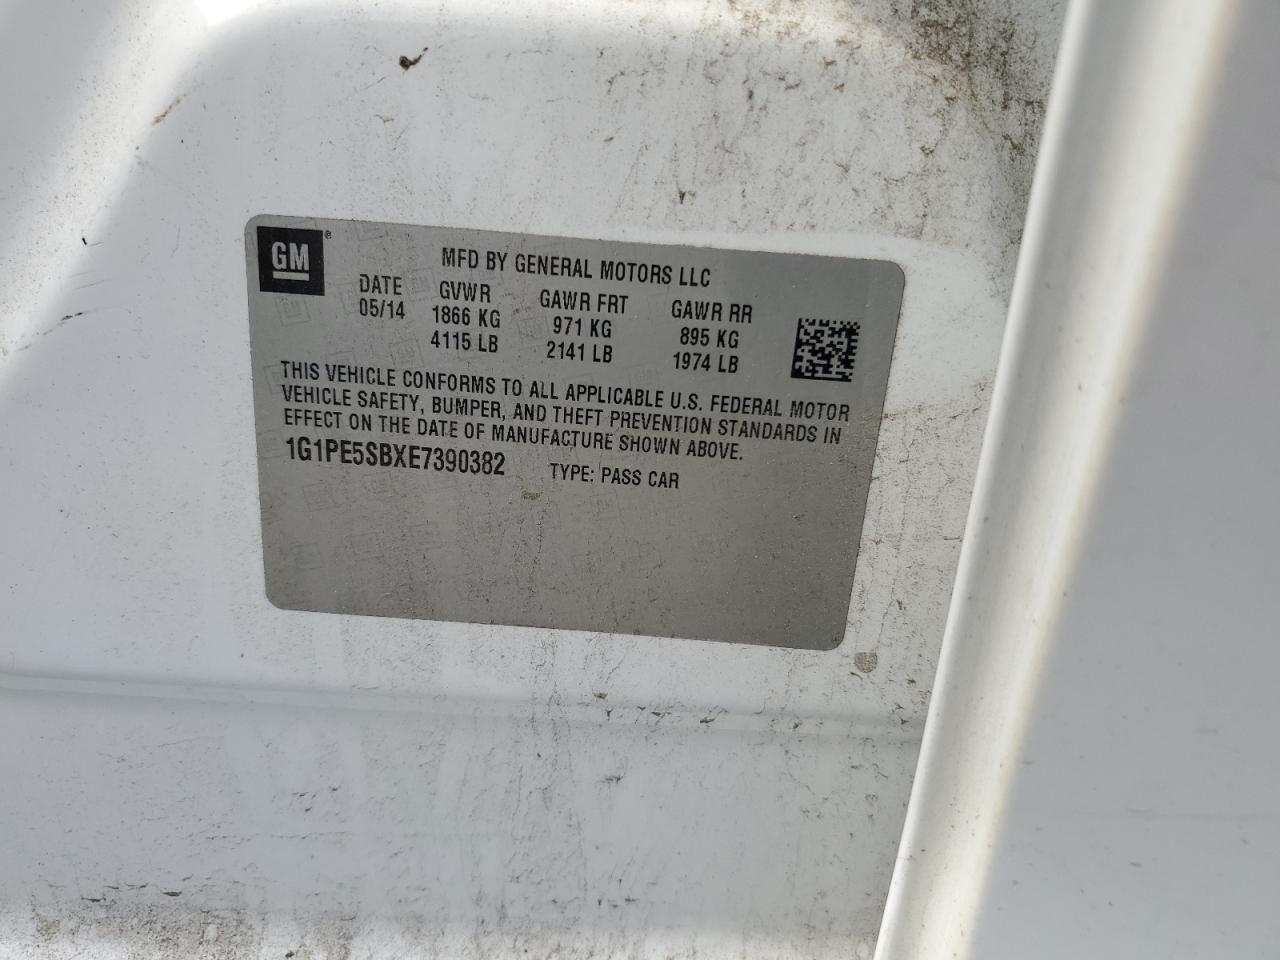 GM®
MFD BY GENERAL MOTORS LLC
DATE GVWR GAWR FRT GAWR RR
05/14 1866 KG 971 KG 895 KG
4115 LB 2141 LB 1974 LB
THIS VEHICLE CONFORMS TO ALL APPLICABLE U.S. FEDERAL MOTOR
VEHICLE SAFETY, BUMPER, AND THEFT PREVENTION STANDARDS IN
EFFECT ON THE DATE OF MANUFACTURE SHOWN ABOVE.
1G1PE5SBXE7390382 TYPE: PASS CAR